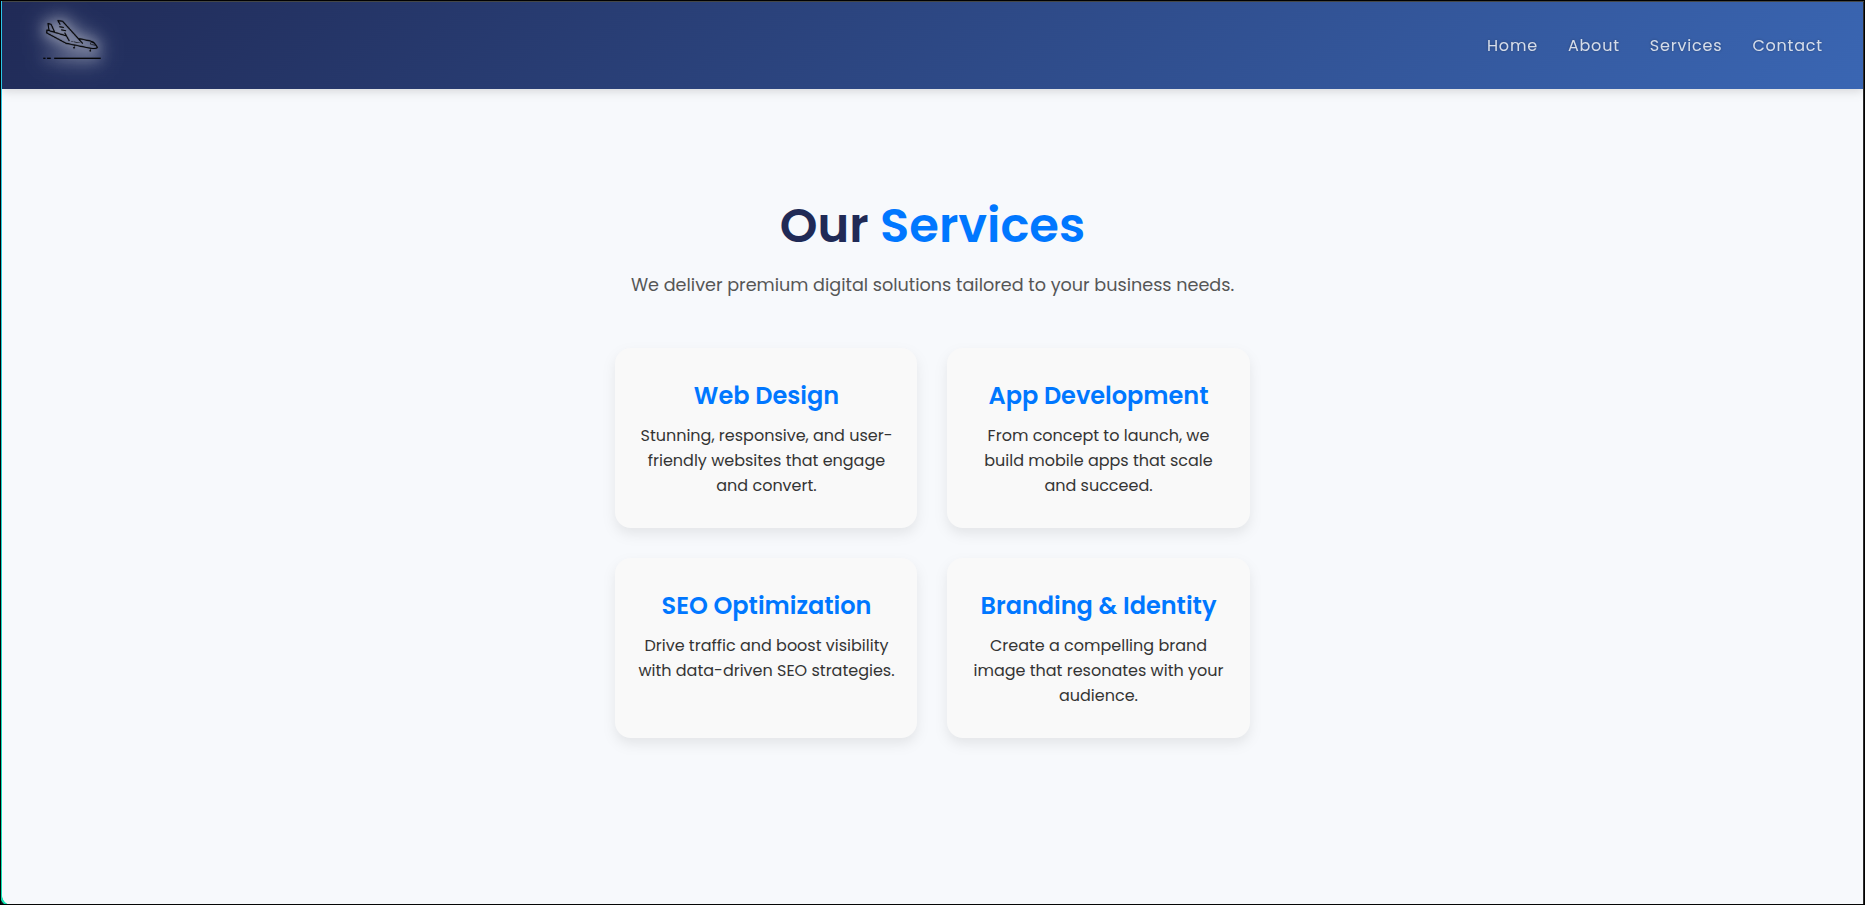 Home About Services Contact
Our Services
We deliver premium digital solutions tailored to your business needs.
Web Design
Stunning, responsive, and user-
friendly websites that engage
and convert.
App Development
From concept to launch, we
build mobile apps that scale
and succeed.
SEO Optimization
Drive traffic and boost visibility
with data-driven SEO strategies.
Branding & Identity
Create a compelling brand
image that resonates with your
audience.